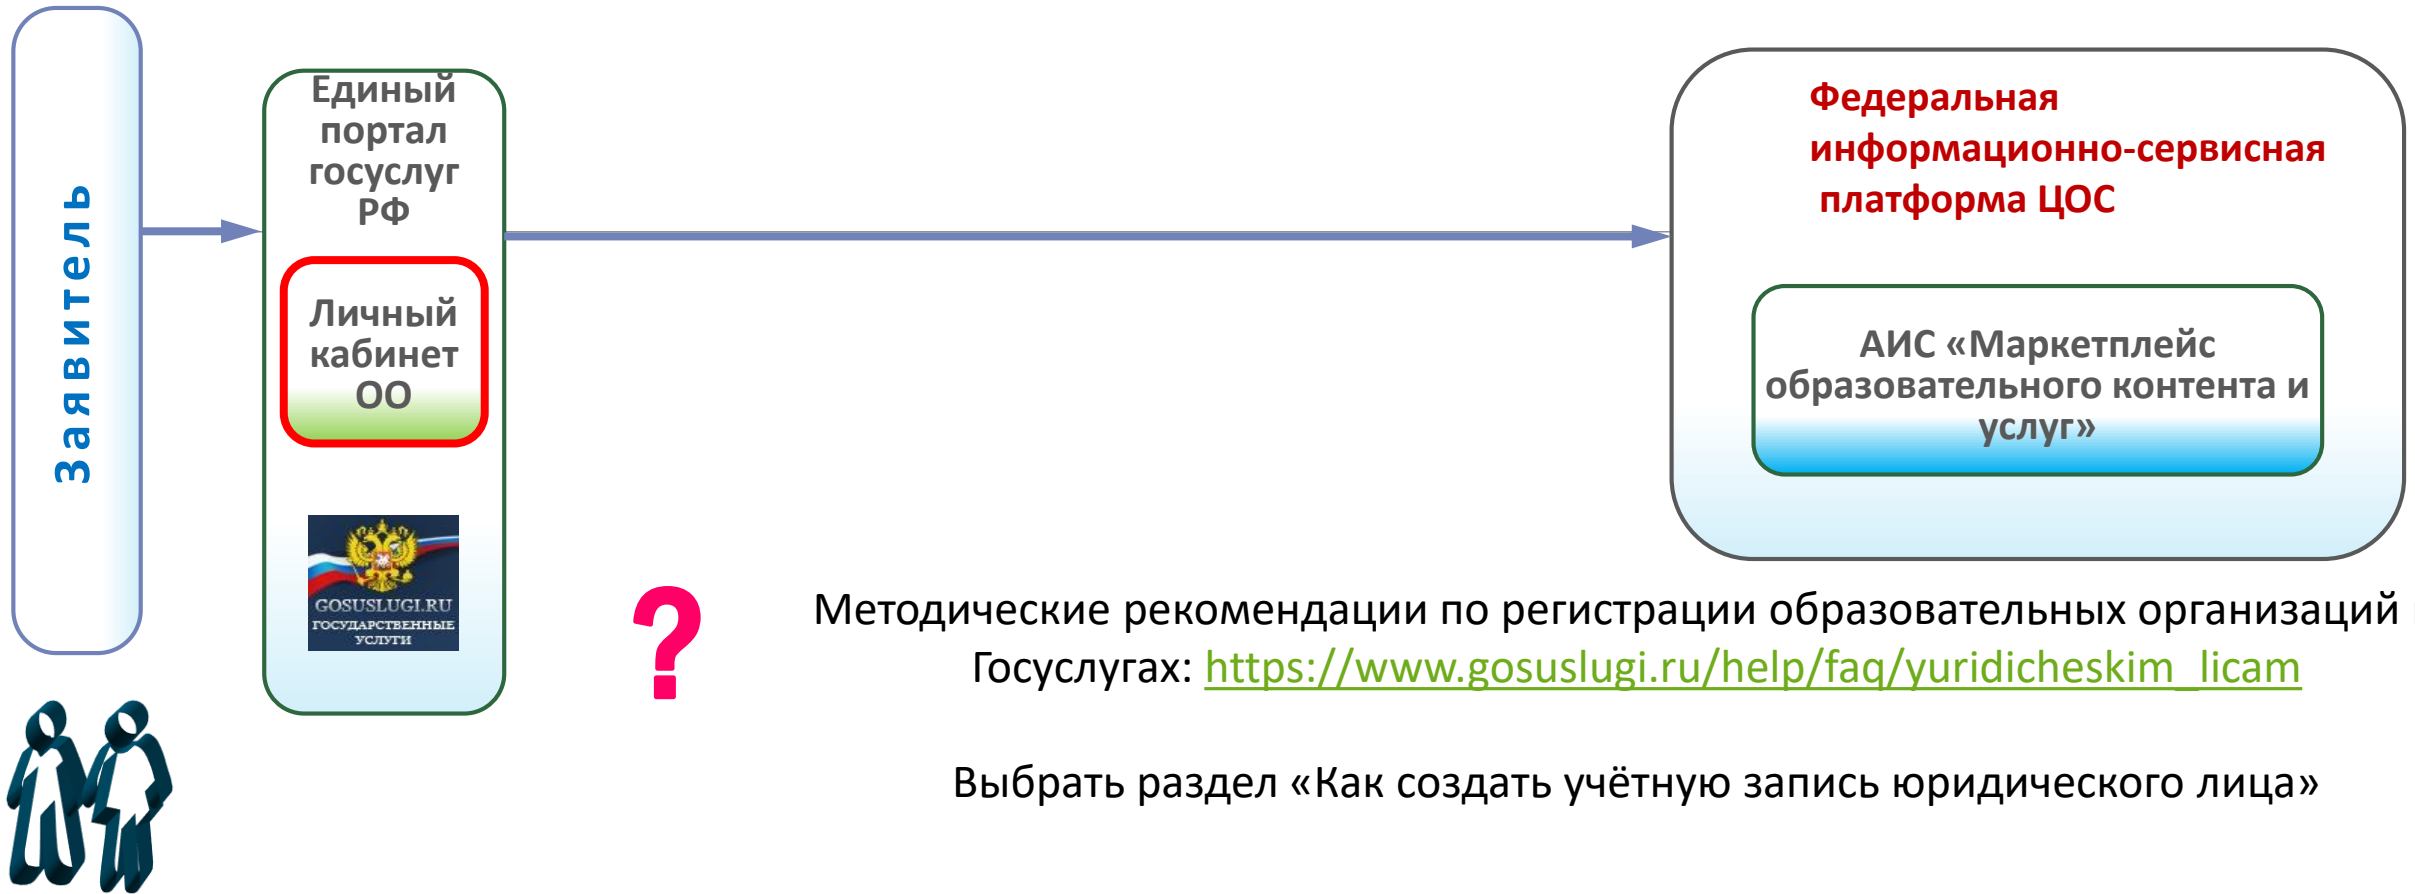 Заявитель
Единый
портал
госуслуг
РФ
Личный
кабинет
ОО
GOSUSLUGI.RU
ГОСУДАРСТВЕННЫЕ
УСЛУГИ
Федеральная
информационно-сервисная
платформа ЦОС
АИС «Маркетплейс
образовательного контента и
услуг»
?
Методические рекомендации по регистрации образовательных организаций
Госуслугах: https://www.gosuslugi.ru/help/faq/yuridicheskim_licam
Выбрать раздел «Как создать учётную запись юридического лица»